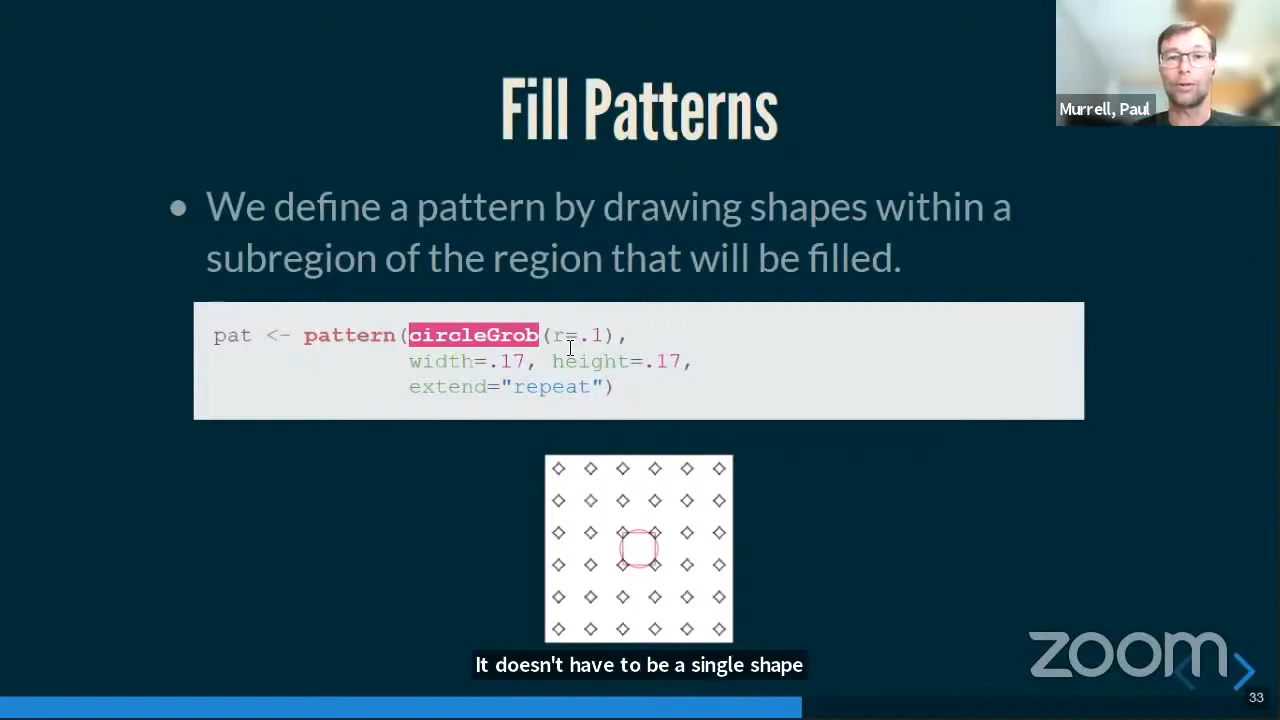 Fill Patterns
Murrell, Paul
• We define a pattern by drawing shapes within a
subregion of the region that will be filled.
pat <- pattern(circleGrob(r=.1),
width=.17, height=.17,
extend="repeat")
It doesn't have to be a single shape
zoom
33